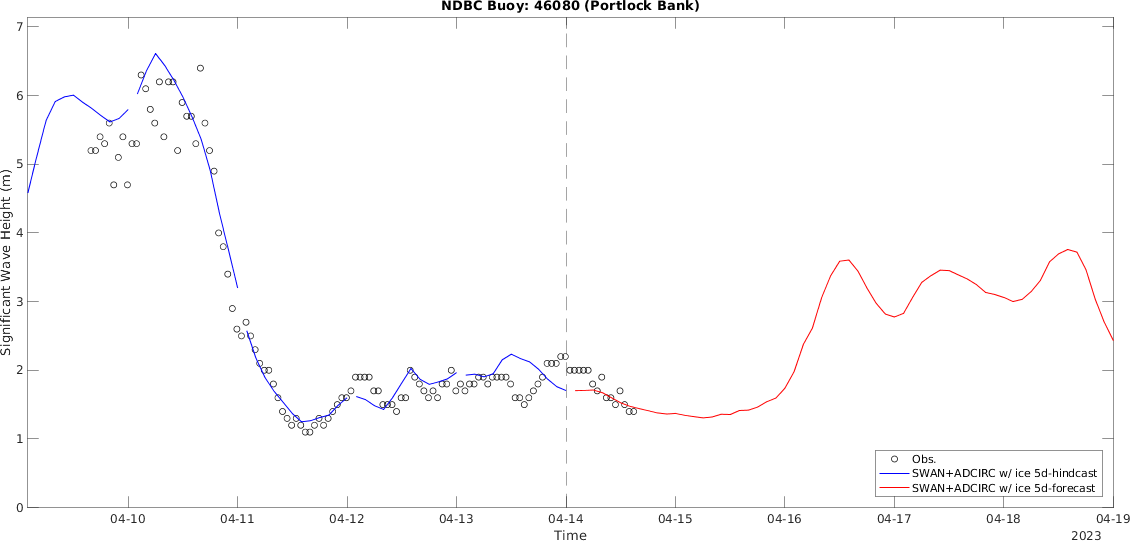 NDBC Buoy: 46080 (Portlock Bank)
7
6
5
4
3
2
1
0
Significant Wave Height (m)
04-10 04-11 04-12 04-13 04-14 04-15 04-16 04-17 04-18 04-19
Time
2023
Obs.
SWAN+ADCIRC w/ ice 5d-hindcast
SWAN+ADCIRC w/ ice 5d-forecast